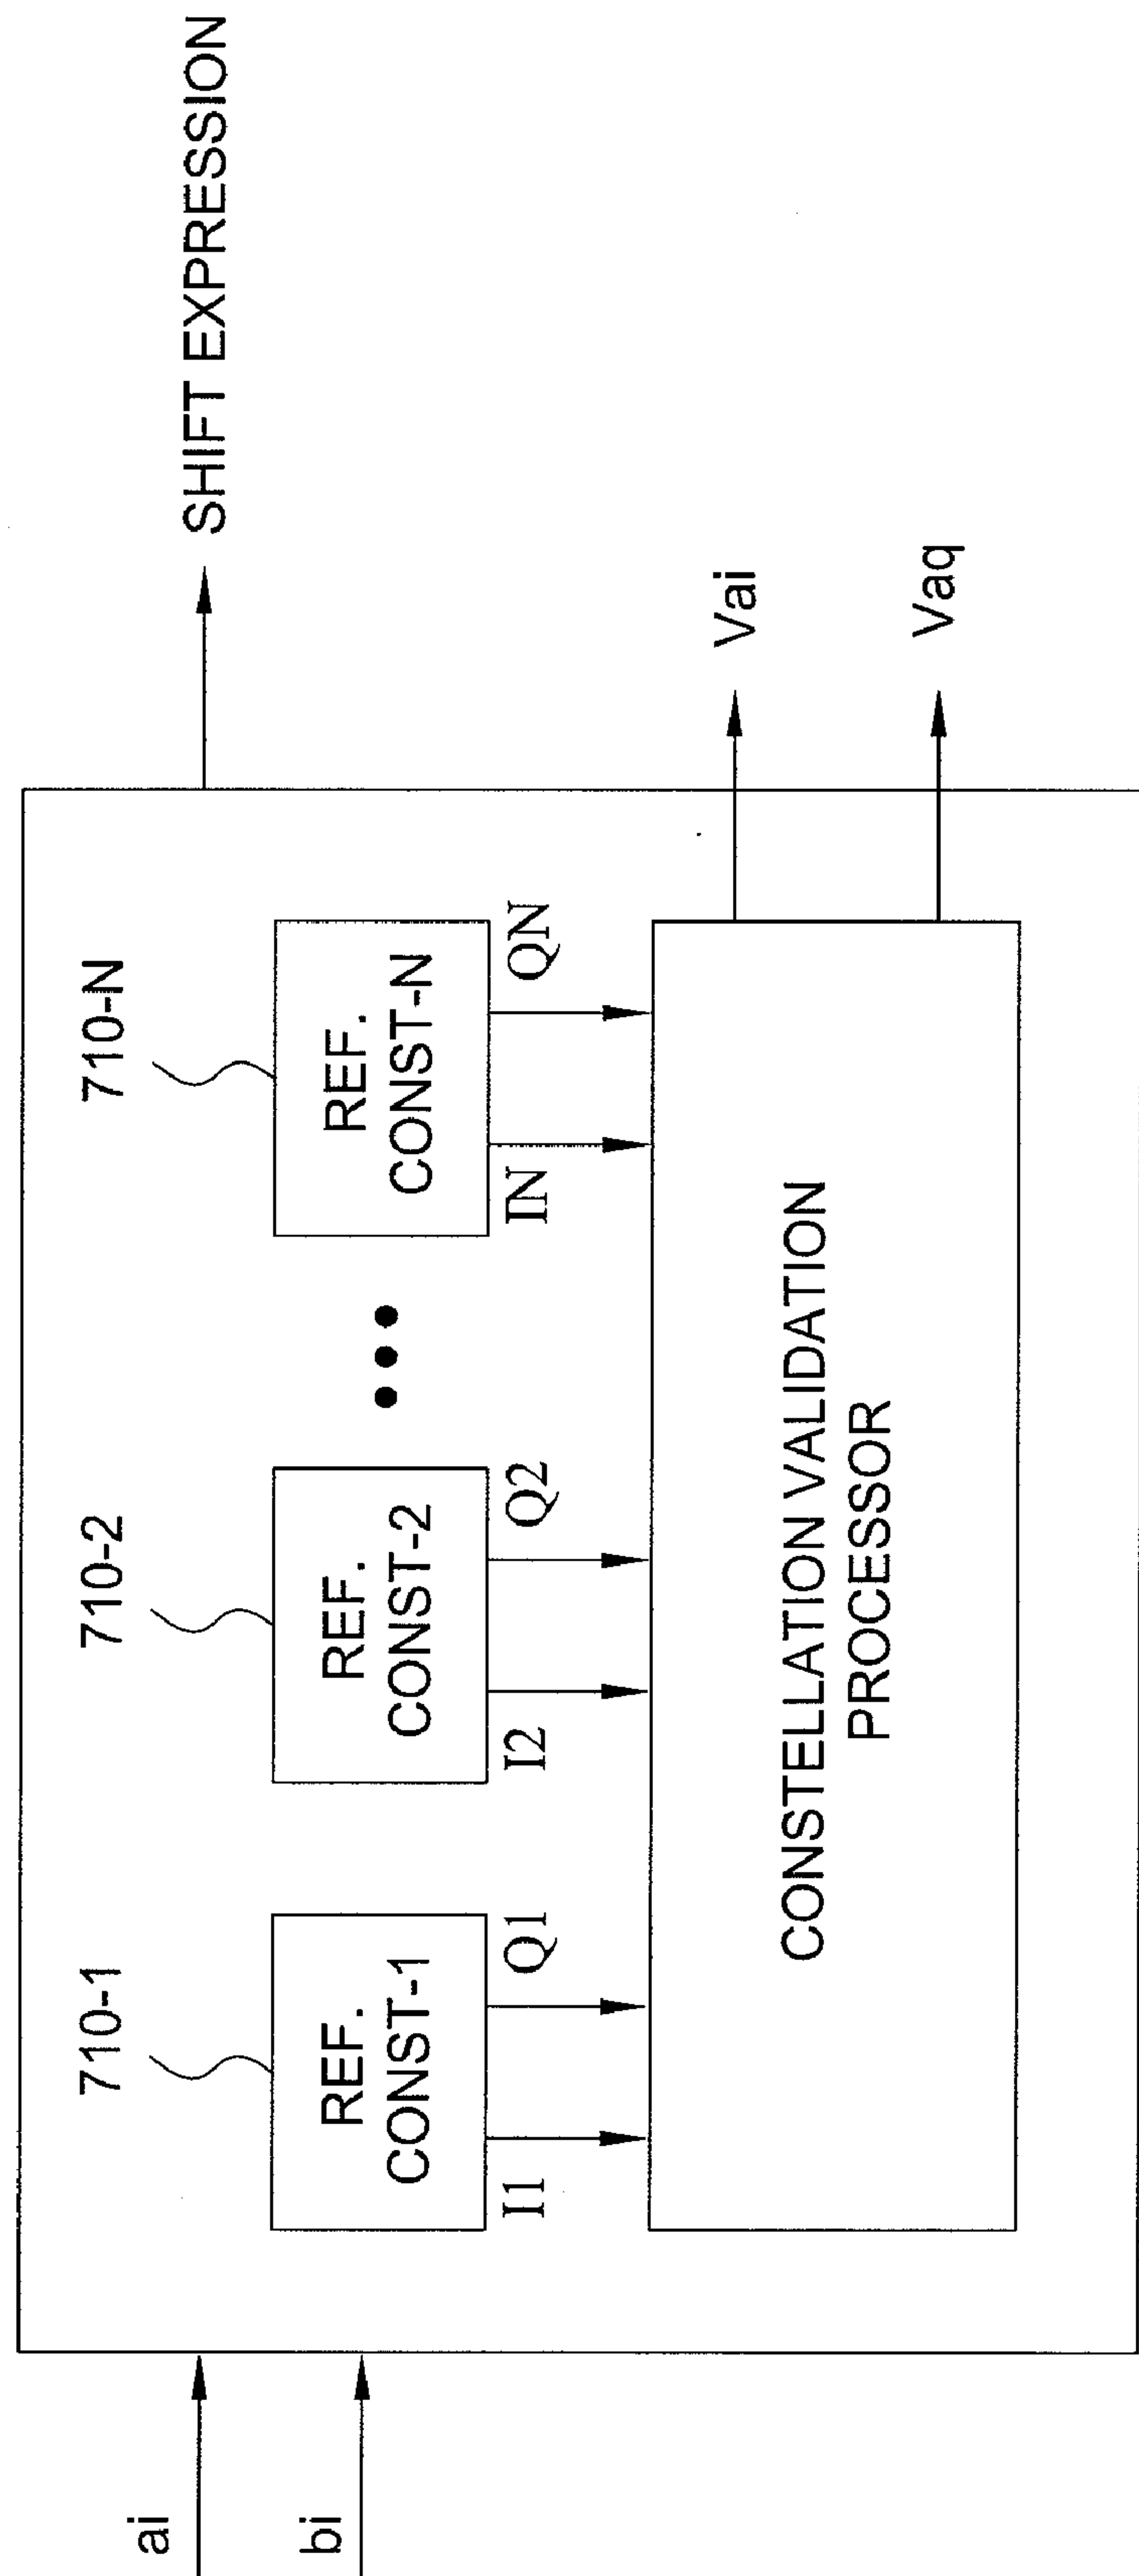 710-1
710-2
710-N
SHIFT EXPRESSION
ai
bi
REF.
CONST-1
REF.
CONST-2
REF.
CONST-N
I1
Q1
I2
Q2
IN
QN
CONSTELLATION VALIDATION
PROCESSOR
Vai
Vaq